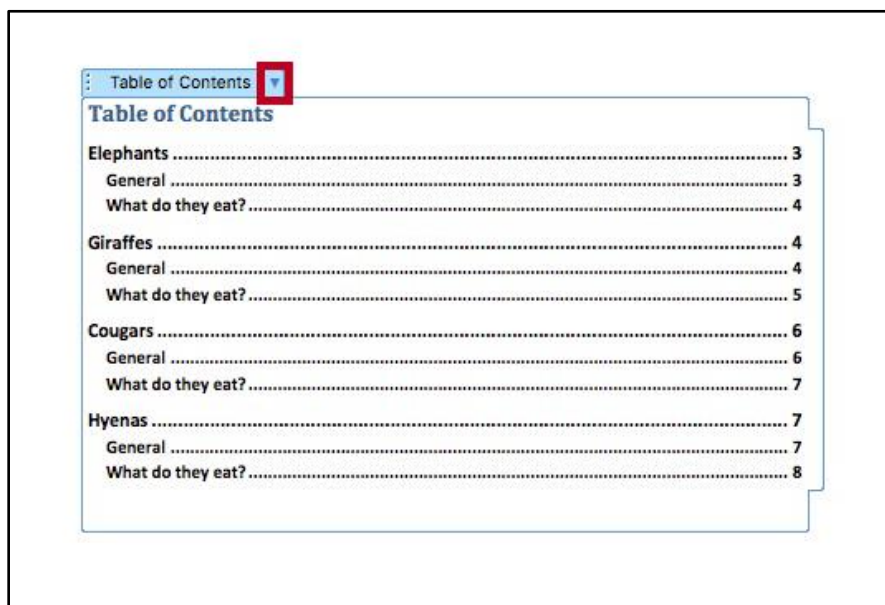 Table of Contents
Table of Contents
Elephants ........................................ 3
General ........................................ 3
What do they eat? ........................................ 4
Giraffes ........................................ 4
General ........................................ 4
What do they eat? ........................................ 5
Cougars ........................................ 6
General ........................................ 6
What do they eat? ........................................ 7
Hyenas ........................................ 7
General ........................................ 7
What do they eat? ........................................ 8